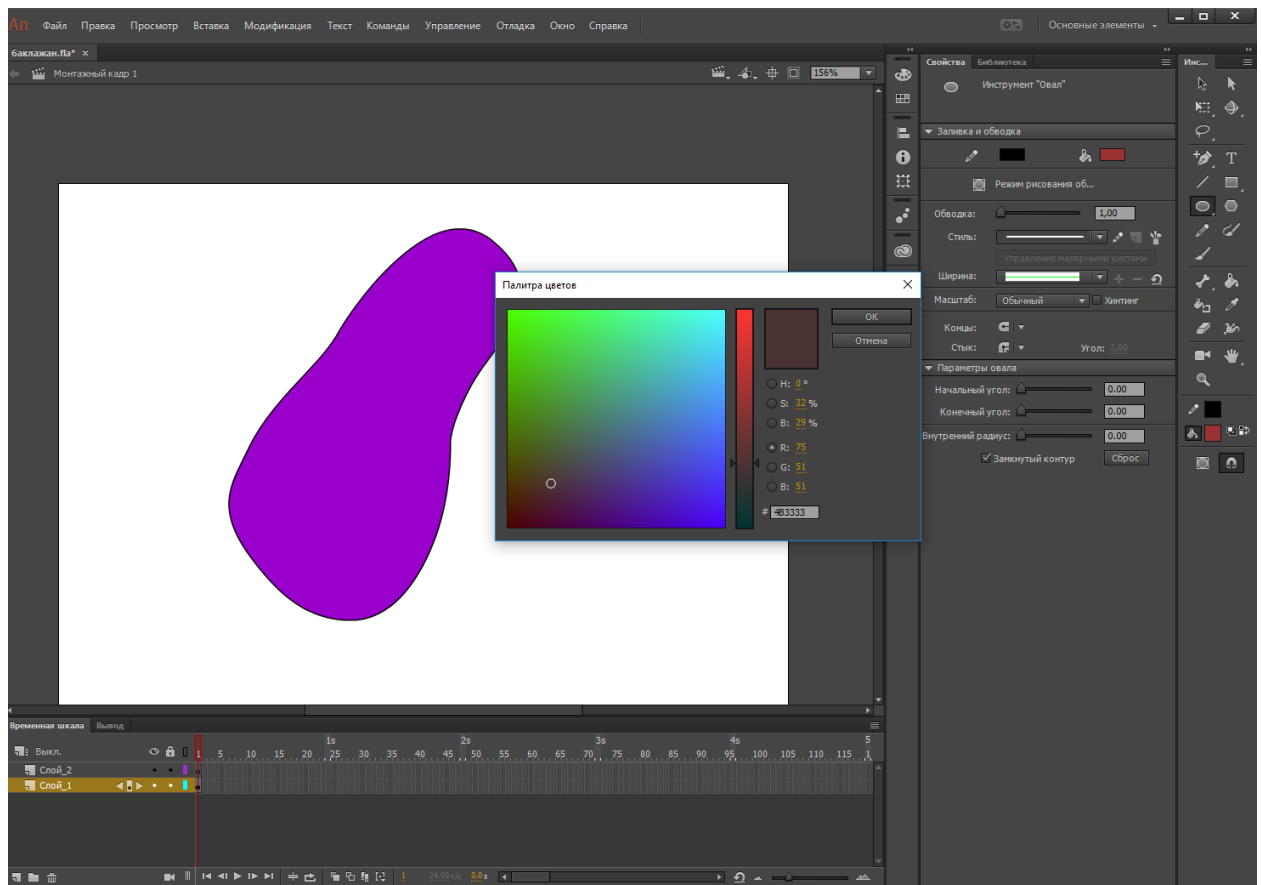 An Файл Правка Просмотр Вставка Модификация Текст Команды Управление Отладка Окно Справка Основные элементы
баклажан.fla* ×
Монтажный кадр 1 156%
Свойства Библиотека Инс...
Инструмент "Овал"
Заливка и обводка
Режим рисования об...
Обводка: 1,00
Стиль:
Управление малярными кистями
Ширина:
Масштаб: Обычный Хинтинг
Концы:
Стык: Угол: 3,00
Параметры овала
Начальный угол: 0.00
Конечный угол: 0.00
Внутренний радиус: 0.00
Замкнутый контур Сброс
Палитра цветов
OK
Отмена
H: 0 °
S: 32 %
B: 29 %
R: 75
G: 51
B: 51
# 4B3333
Временная шкала Вывод
1s 2s 3s 4s 5
Выкл. 1 5 10 15 20 25 30 35 40 45 50 55 60 65 70 75 80 85 90 95 100 105 110 115 1
Слой_2
Слой_1
1 24,00 к/с 0.0 s